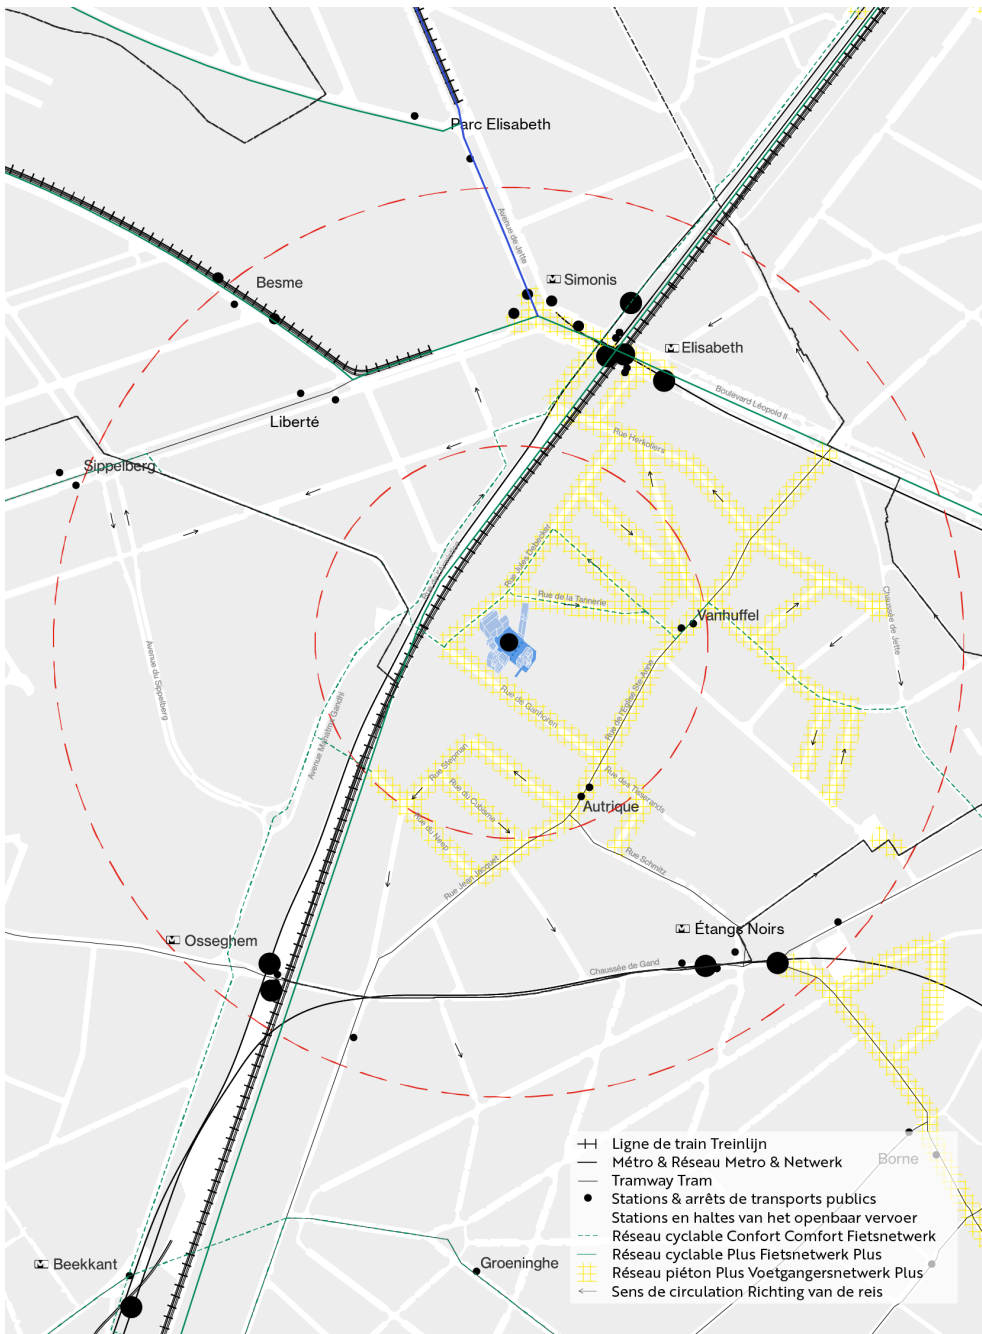 Parc Elisabeth
Avenue de Jette
Besme
M Simonis
M Elisabeth
Boulevard Léopold II
Liberté
Rue Herkoliers
Sippelberg
Rue Jules Debecker
Rue de la Tannerie
Vanhuffel
Chaussée de Jette
Avenue du Sippelberg
Avenue Mahatma Gandhi
Rue de Ganhoren
Rue de l'Eglise Ste-Anne
Rue Stepman
Rue du Cubisme
Rue des Tisserands
Autrique
Rue du Neep
Rue Jean Jacquet
Rue Schmitz
M Osseghem
M Étangs Noirs
Chaussée de Gand
Ligne de train Treinlijn
Métro & Réseau Metro & Netwerk
Borne
Tramway Tram
Stations & arrêts de transports publics
Stations en haltes van het openbaar vervoer
Réseau cyclable Confort Comfort Fietsnetwerk
Réseau cyclable Plus Fietsnetwerk Plus
M Beekkant
Groeninghe
Réseau piéton Plus Voetgangersnetwerk Plus
Sens de circulation Richting van de reis